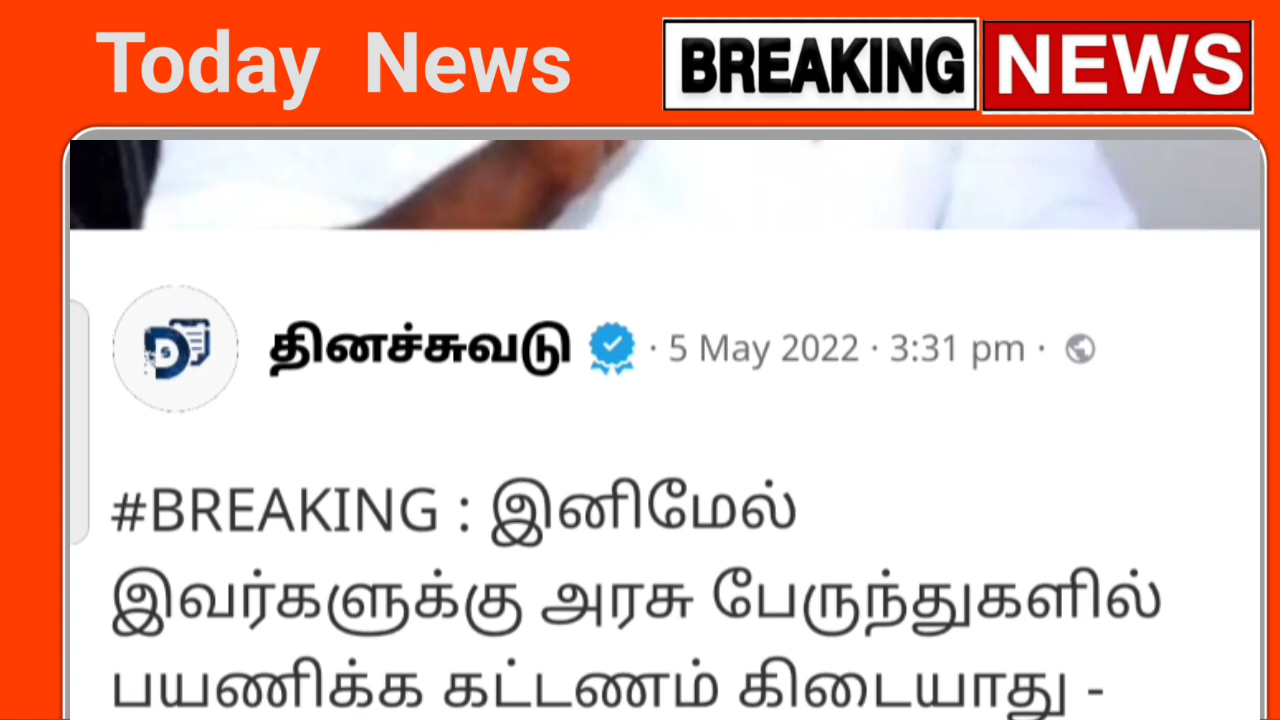 Today News
BREAKING NEWS
தினச்சுவடு · 5 May 2022 · 3:31 pm ·
#BREAKING : இனிமேல்
இவர்களுக்கு அரசு பேருந்துகளில்
பயணிக்க கட்டணம் கிடையாது -